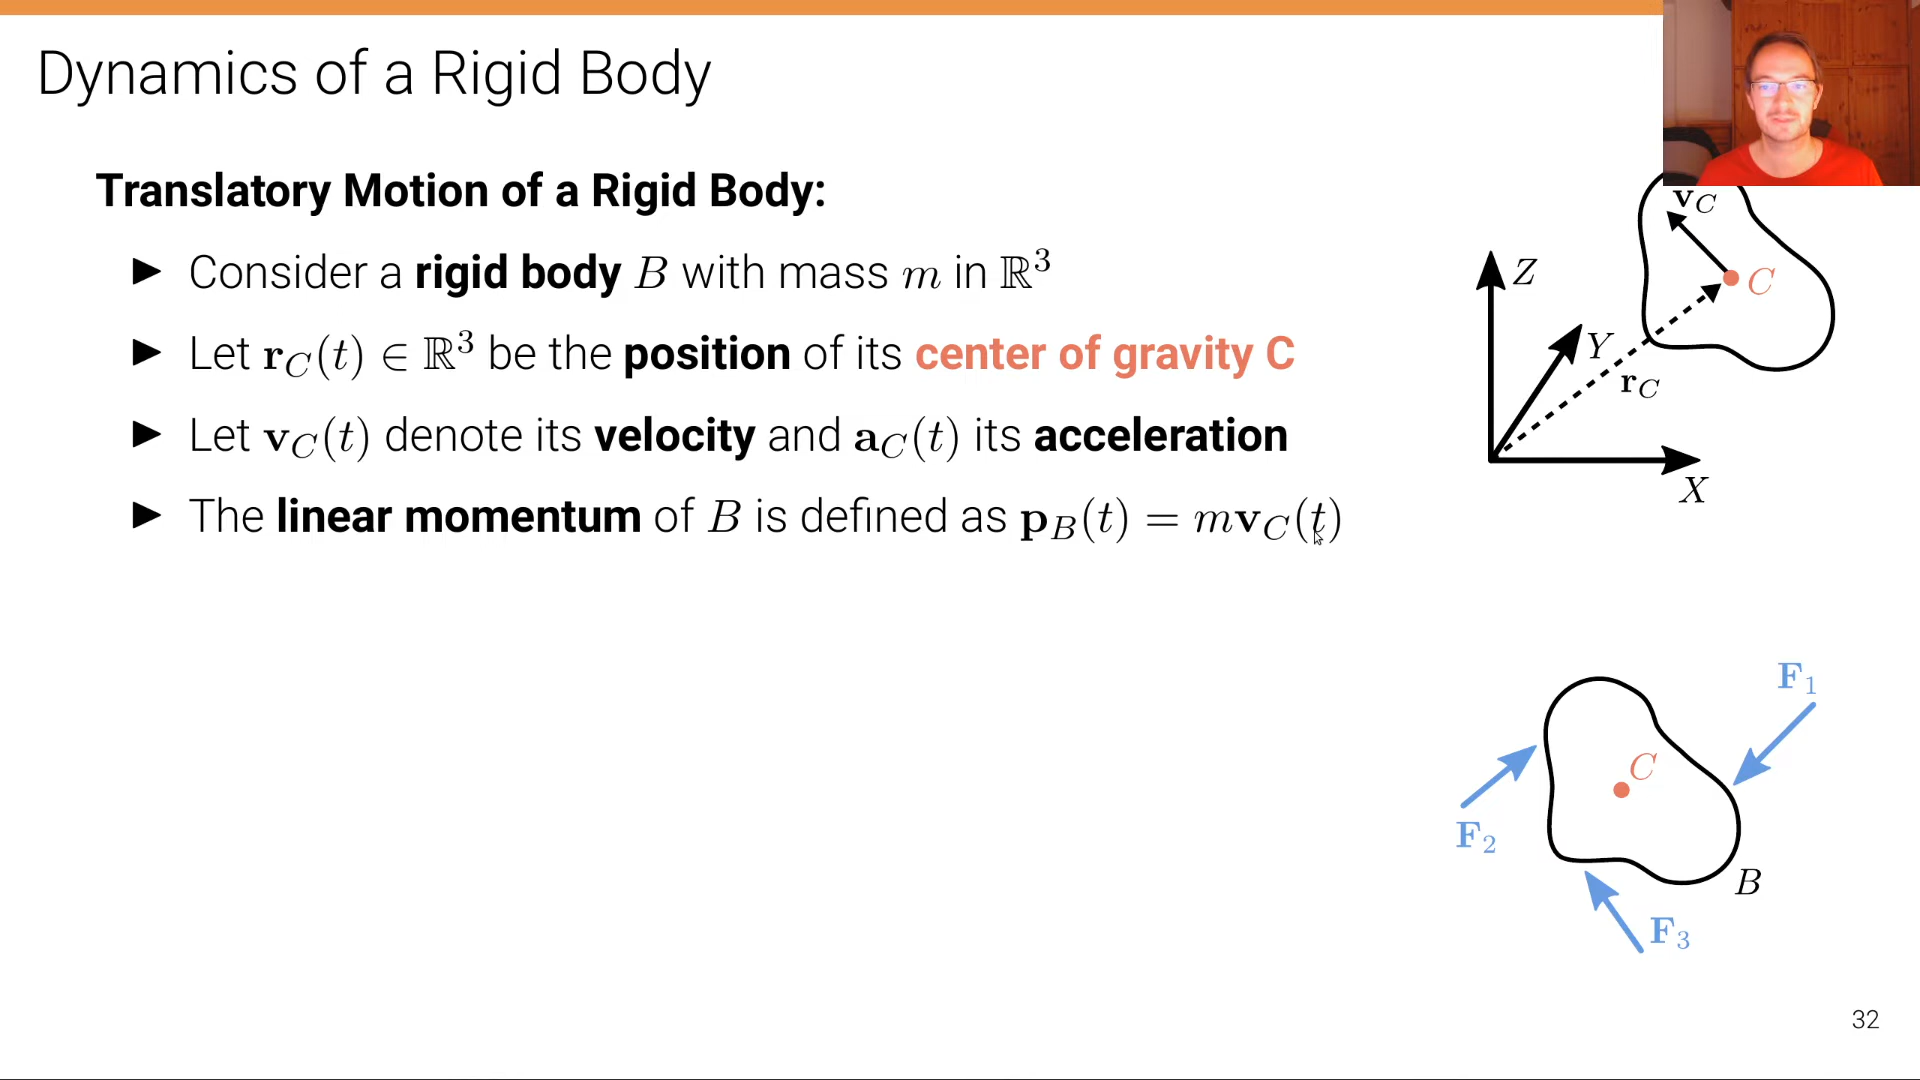 Dynamics of a Rigid Body
Translatory Motion of a Rigid Body:
▶ Consider a rigid body B with mass m in ℝ³
▶ Let r_C(t) ∈ ℝ³ be the position of its center of gravity C
▶ Let v_C(t) denote its velocity and a_C(t) its acceleration
▶ The linear momentum of B is defined as p_B(t) = mv_C(t)
v_C
C
Z
Y
r_C
X
F₁
C
F₂
B
F₃
32